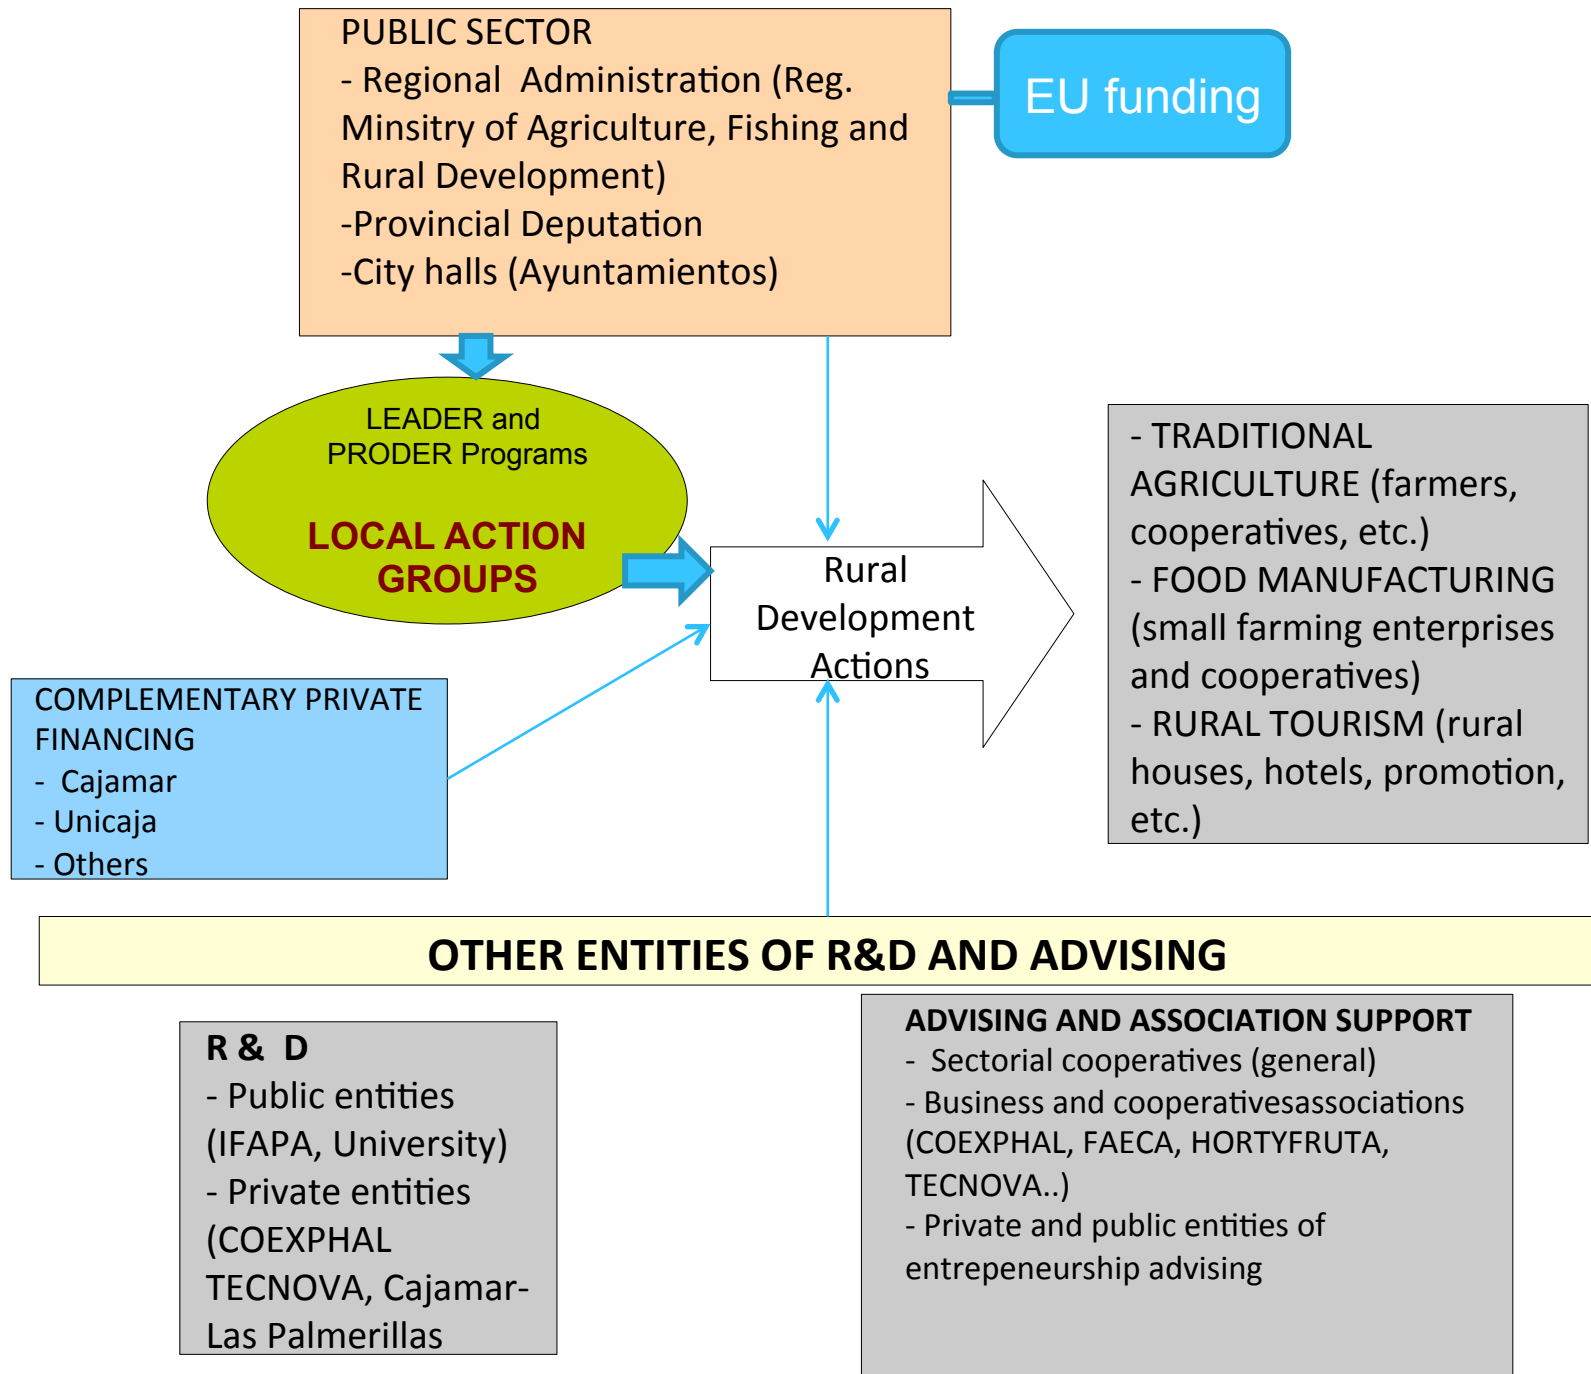 PUBLIC SECTOR
- Regional Administration (Reg.
Minsitry of Agriculture, Fishing and
Rural Development)
-Provincial Deputation
-City halls (Ayuntamientos)
EU funding
LEADER and
PRODER Programs
LOCAL ACTION
GROUPS
Rural
Development
Actions
- TRADITIONAL
AGRICULTURE (farmers,
cooperatives, etc.)
- FOOD MANUFACTURING
(small farming enterprises
and cooperatives)
- RURAL TOURISM (rural
houses, hotels, promotion,
etc.)
COMPLEMENTARY PRIVATE
FINANCING
- Cajamar
- Unicaja
- Others
OTHER ENTITIES OF R&D AND ADVISING
R & D
- Public entities
(IFAPA, University)
- Private entities
(COEXPHAL
TECNOVA, Cajamar-
Las Palmerillas
ADVISING AND ASSOCIATION SUPPORT
- Sectorial cooperatives (general)
- Business and cooperativesassociations
(COEXPHAL, FAECA, HORTYFRUTA,
TECNOVA..)
- Private and public entities of
entrepeneurship advising